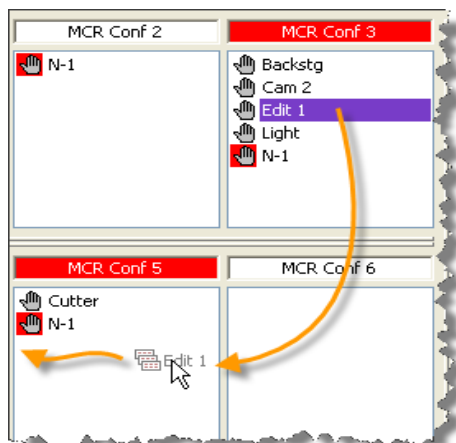 MCR Conf 2
MCR Conf 3
N-1
Backstg
Cam 2
Edit 1
Light
N-1
MCR Conf 5
MCR Conf 6
Cutter
N-1
Edit 1